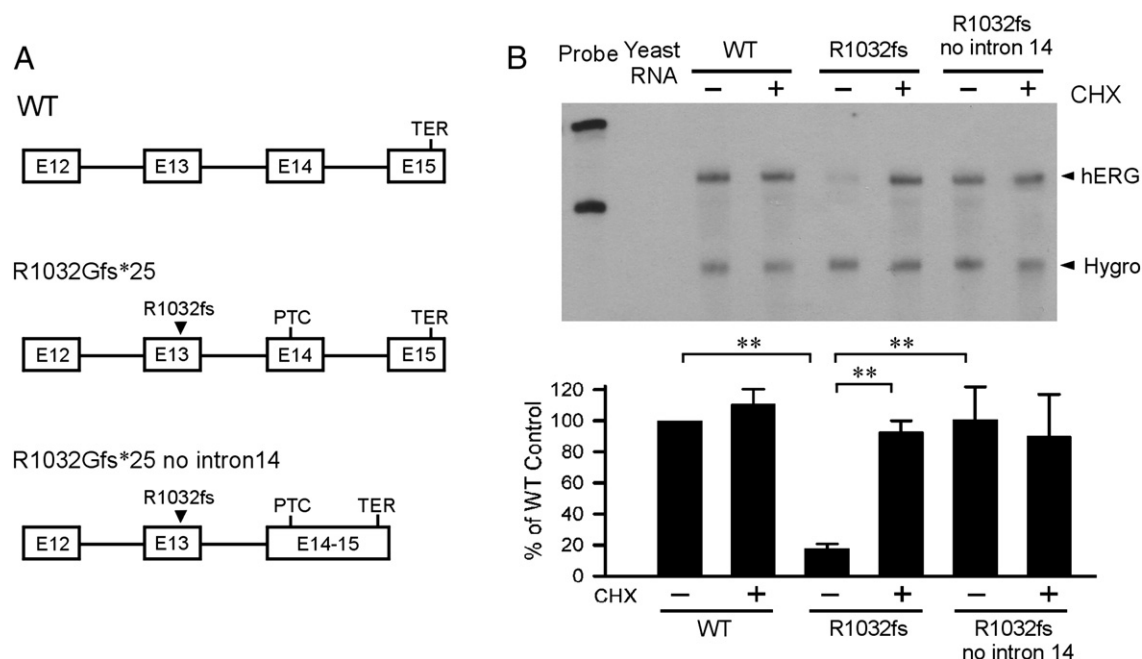 A
WT
TER
E12 E13 E14 E15
R1032Gfs*25
R1032fs
PTC
TER
E12 E13 E14 E15
R1032Gfs*25 no intron14
R1032fs
PTC TER
E12 E13 E14-15
B
Probe Yeast RNA WT R1032fs R1032fs no intron 14
− + − + − + CHX
hERG
Hygro
** ** **
% of WT Control
120
100
80
60
40
20
0
CHX − + − + − +
WT R1032fs R1032fs
no intron 14